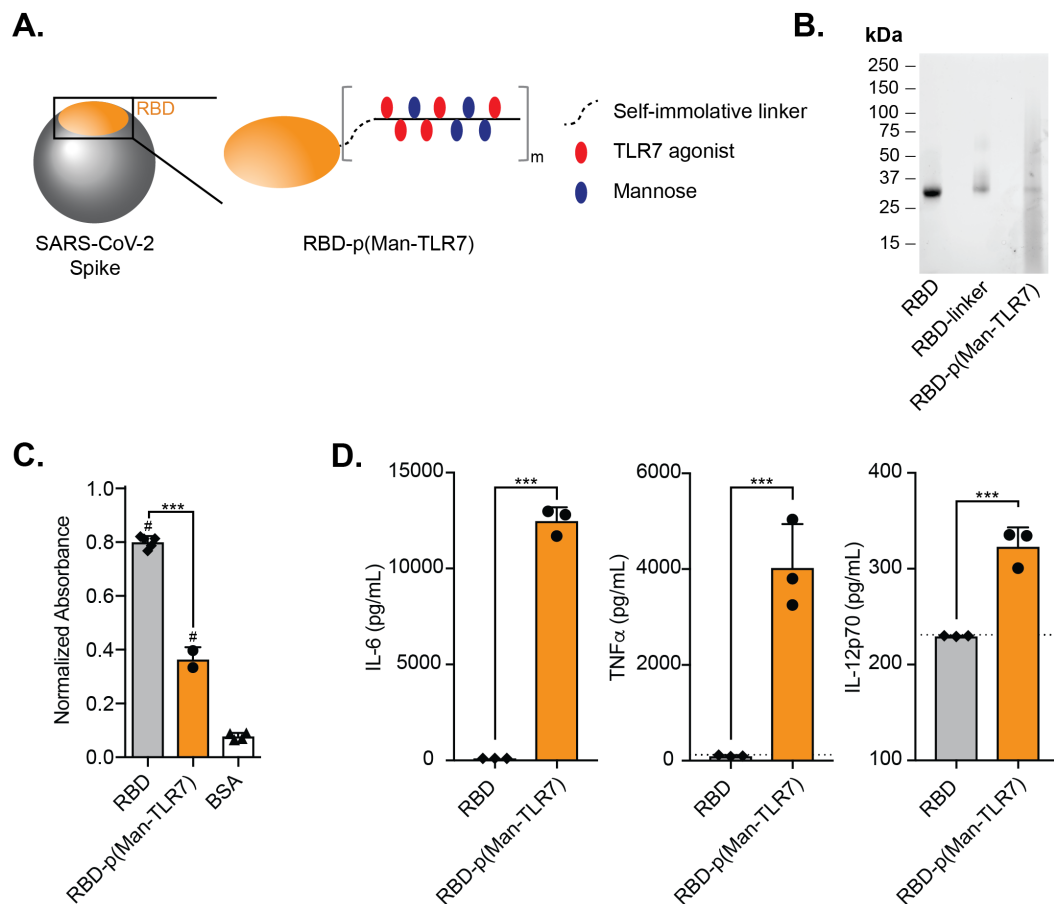 A.
RBD
SARS-CoV-2
Spike
m
RBD-p(Man-TLR7)
Self-immolative linker
TLR7 agonist
Mannose
B.
kDa
250
150
100
75
50
37
25
15
RBD
RBD-linker
RBD-p(Man-TLR7)
C.
Normalized Absorbance
1.0
0.8
0.6
0.4
0.2
0.0
***
#
#
RBD
RBD-p(Man-TLR7)
BSA
D.
IL-6 (pg/mL)
15000
10000
5000
0
***
RBD
RBD-p(Man-TLR7)
TNFα (pg/mL)
6000
4000
2000
0
***
RBD
RBD-p(Man-TLR7)
IL-12p70 (pg/mL)
400
300
200
100
***
RBD
RBD-p(Man-TLR7)